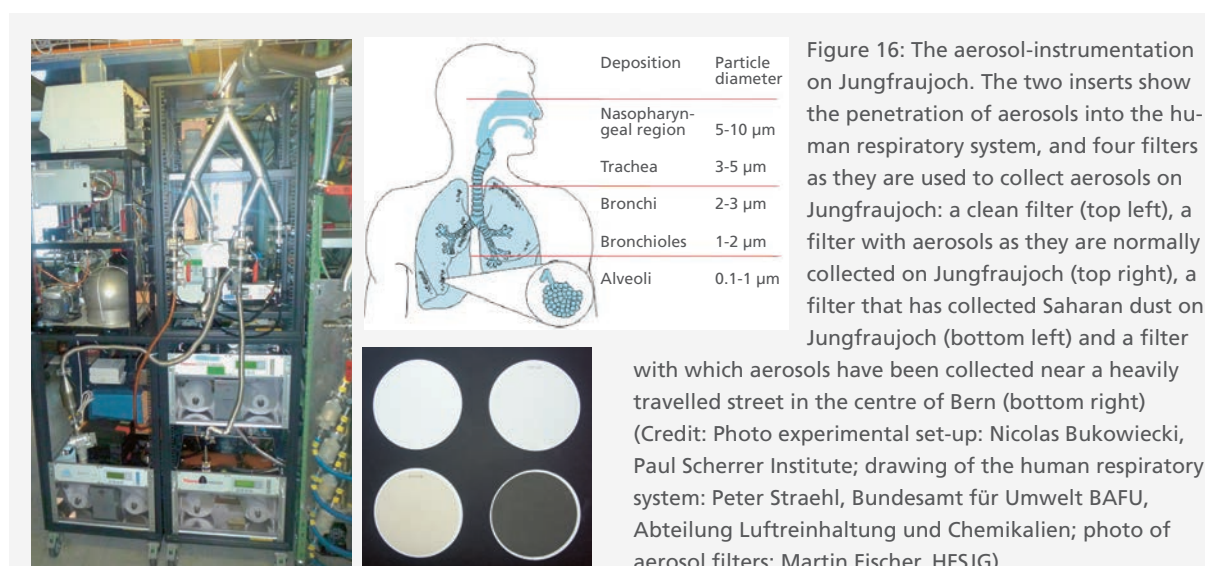 Deposition Particle
diameter
Nasopharyn-
geal region 5-10 µm
Trachea 3-5 µm
Bronchi 2-3 µm
Bronchioles 1-2 µm
Alveoli 0.1-1 µm
Figure 16: The aerosol-instrumentation
on Jungfraujoch. The two inserts show
the penetration of aerosols into the hu-
man respiratory system, and four filters
as they are used to collect aerosols on
Jungfraujoch: a clean filter (top left), a
filter with aerosols as they are normally
collected on Jungfraujoch (top right), a
filter that has collected Saharan dust on
Jungfraujoch (bottom left) and a filter
with which aerosols have been collected near a heavily
travelled street in the centre of Bern (bottom right)
(Credit: Photo experimental set-up: Nicolas Bukowiecki,
Paul Scherrer Institute; drawing of the human respiratory
system: Peter Straehl, Bundesamt für Umwelt BAFU,
Abteilung Luftreinhaltung und Chemikalien; photo of
aerosol filters: Martin Fischer, HFSJG)